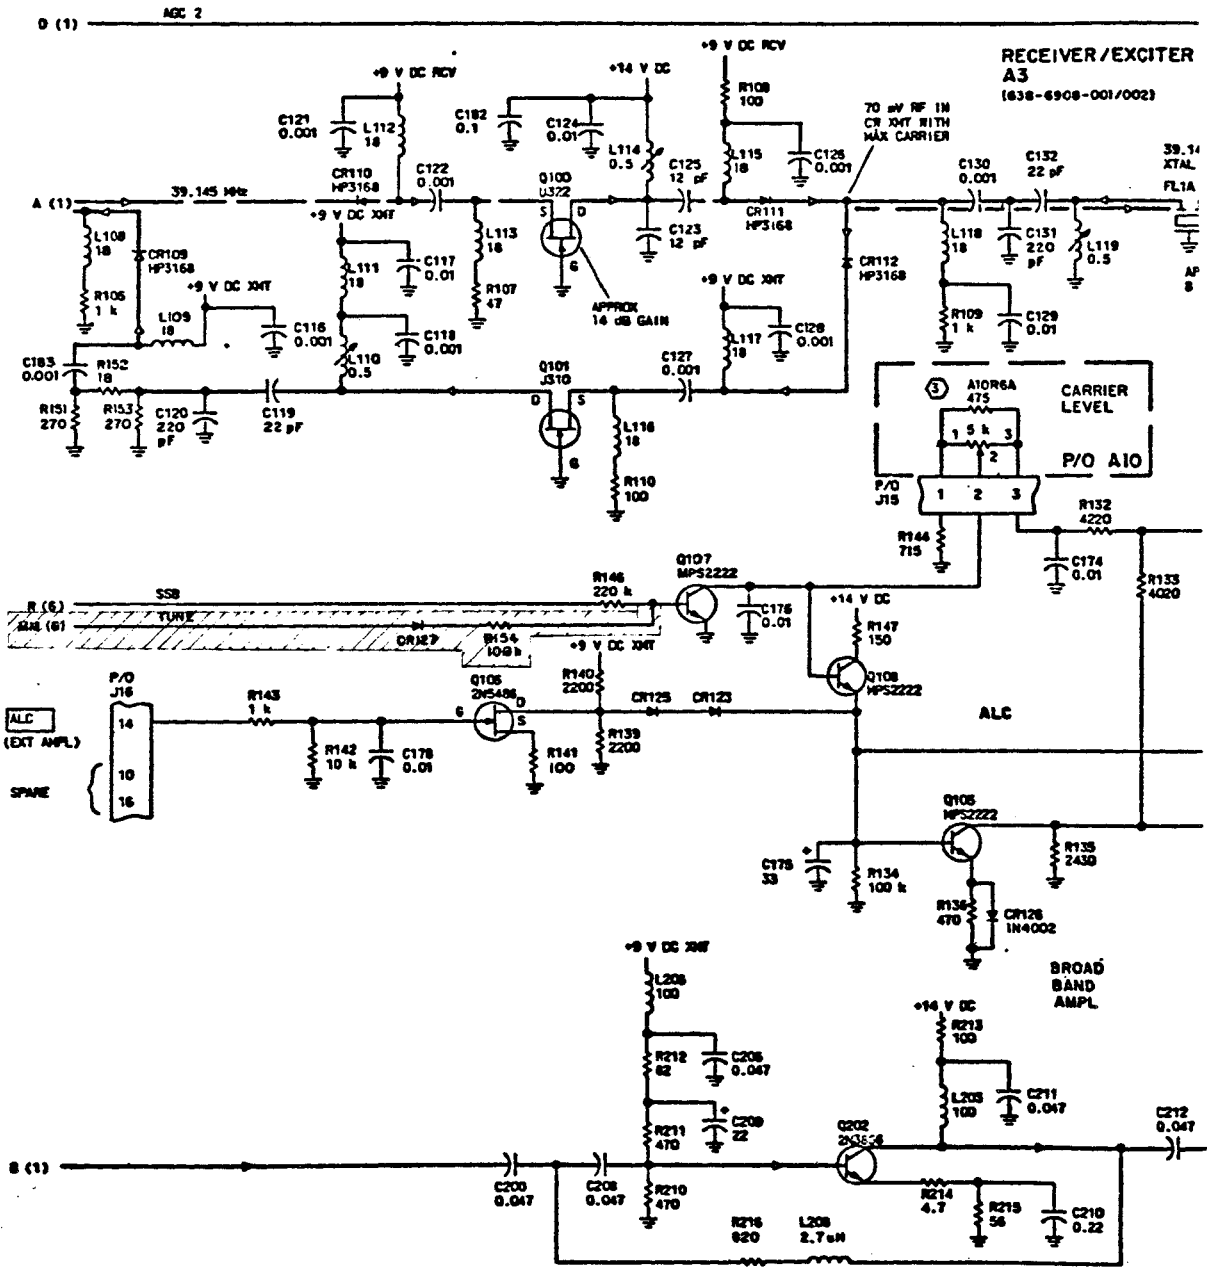 D (1)
AGC 2
RECEIVER/EXCITER
A3
(638-6908-001/002)
+9 V DC RCV
+14 V DC
+9 V DC RCV
R108
100
70 mV RF IN
CR XMT WITH
MAX CARRIER
C121
0.001
L112
18
C182
0.1
C124
0.01
L114
0.5
C125
12 pF
L115
18
C126
0.001
C130
0.001
C132
22 pF
39.14
XTAL
FL1A
A (1)
39.145 MHz
CR110
HP3168
C122
0.001
Q100
U322
S
D
G
CR111
HP3168
+9 V DC XMT
L108
18
CR109
HP3168
L111
18
C117
0.01
L113
18
C123
12 pF
CR112
HP3168
L118
18
C131
220
pF
L119
0.5
AP
8
R105
1 k
+9 V DC XMT
R107
47
APPROX
14 dB GAIN
+9 V DC XMT
L109
18
C116
0.001
L110
0.5
C118
0.001
L117
18
C128
0.001
R109
1 k
C129
0.01
C183
0.001
R152
18
Q101
J310
D
S
G
C127
0.001
R151
270
R153
270
C120
220
pF
C119
22 pF
L116
18
R110
100
3
A10R6A
475
CARRIER
LEVEL
1
5 k
3
2
P/O A10
P/O
J15
1
2
3
R144
715
R132
4220
C174
0.01
R133
4020
R (6)
SSB
R146
220 k
Q107
MPS2222
C176
0.01
+14 V DC
R147
150
TUNE
CR127
R154
100 k
+9 V DC XMT
Q108
MPS2222
P/O
J16
ALC
(EXT AMPL)
14
R143
1 k
Q106
2N5486
G
D
S
R140
2200
CR125
CR123
ALC
R142
10 k
C178
0.01
R141
100
R139
2200
SPARE
10
16
Q105
MPS2222
+
C175
33
R134
100 k
R135
2430
R136
470
CR126
1N4002
BROAD
BAND
AMPL
+9 V DC XMT
L206
100
+14 V DC
R213
100
R212
82
C206
0.047
L205
100
C211
0.047
R211
470
+
C209
22
Q202
C212
0.047
B (1)
C200
0.047
C208
0.047
R210
470
R214
4.7
R215
56
C210
0.22
R216
820
L208
2.7 uH